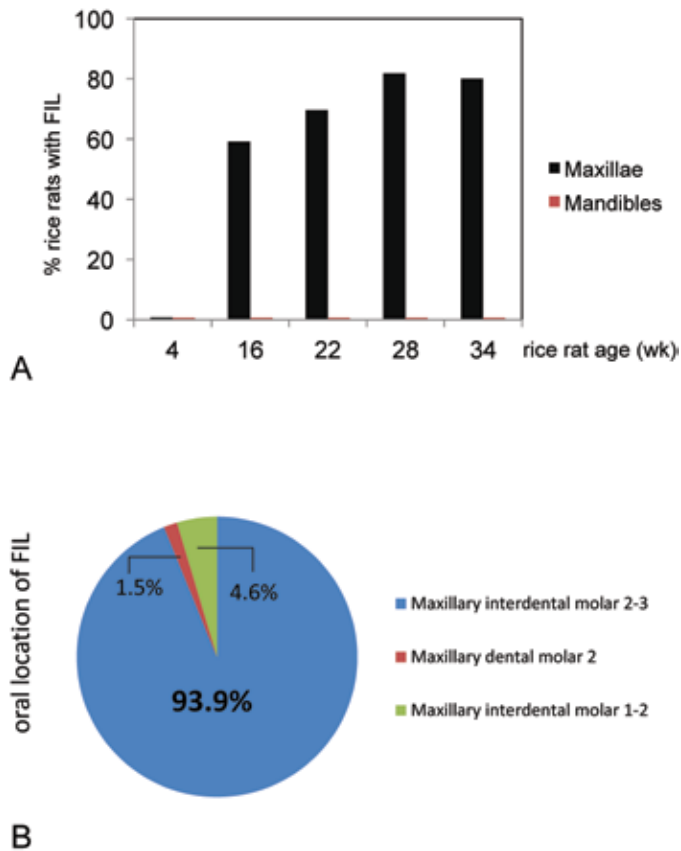 100
80
60
40
20
0
% rice rats with FIL
Maxillae
Mandibles
4 16 22 28 34 rice rat age (wk)
A
oral location of FIL
1.5%
4.6%
93.9%
Maxillary interdental molar 2-3
Maxillary dental molar 2
Maxillary interdental molar 1-2
B